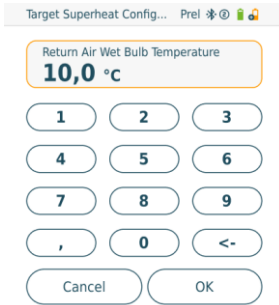 Target Superheat Config... Prel
Return Air Wet Bulb Temperature
10,0 °C
1 2 3
4 5 6
7 8 9
, 0 <-
Cancel OK